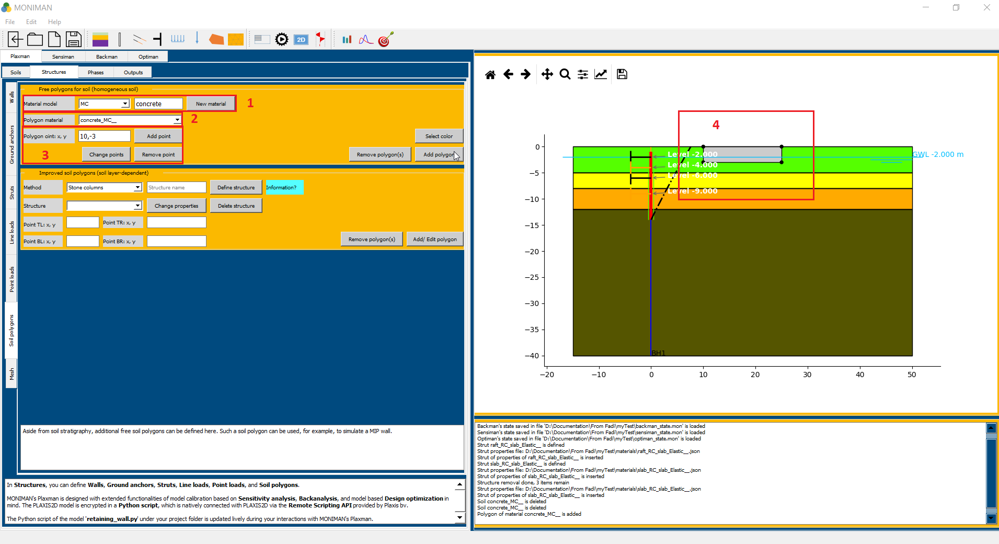 MONIMAN
File Edit Help
2D
Plaxman Sensiman Backman Optiman
Soils Structures Phases Outputs
Walls
Ground anchors
Struts
Line loads
Point loads
Soil polygons
Mesh
Free polygons for soil (homogeneous soil)
Material model MC concrete New material 1
Polygon material concrete_MC__ 2
Polygon oint: x, y 10,-3 Add point Select color
3 Change points Remove point Remove polygon(s) Add polygon
Improved soil polygons (soil layer-dependent)
Method Stone columns Structure name Define structure Information?
Structure Change properties Delete structure
Point TL: x, y Point TR: x, y
Point BL: x, y Point BR: x, y Remove polygon(s) Add/ Edit polygon
Aside from soil stratigraphy, additional free soil polygons can be defined here. Such a soil polygon can be used, for example, to simulate a MIP wall.
In Structures, you can define Walls, Ground anchors, Struts, Line loads, Point loads, and Soil polygons.
MONIMAN's Plaxman is designed with extended functionalities of model calibration based on Sensitivity analysis, Backanalysis, and model based Design optimization in
mind. The PLAXIS2D model is encrypted in a Python script, which is natively connected with PLAXIS2D via the Remote Scripting API provided by Plaxis bv.
The Python script of the model 'retaining_wall.py' under your project folder is updated lively during your interactions with MONIMAN's Plaxman.
4
Level -2.000
Level -4.000
Level -6.000
Level -9.000
GWL -2.000 m
BH1
0
−5
−10
−15
−20
−25
−30
−35
−40
−20 −10 0 10 20 30 40 50
Backman's state saved in file 'D:\Documentation\From Fadi\myTest\backman_state.mon' is loaded
Sensiman's state saved in file 'D:\Documentation\From Fadi\myTest\sensiman_state.mon' is loaded
Optiman's state saved in file 'D:\Documentation\From Fadi\myTest\optiman_state.mon' is loaded
Strut raft_RC_slab_Elastic__ is defined
Strut properties file: D:\Documentation\From Fadi\myTest\materials\raft_RC_slab_Elastic__.json
Strut of properties of raft_RC_slab_Elastic__ is inserted
Strut slab_RC_slab_Elastic__ is defined
Strut properties file: D:\Documentation\From Fadi\myTest\materials\slab_RC_slab_Elastic__.json
Strut of properties of slab_RC_slab_Elastic__ is inserted
Structure removal done, 3 items remain
Strut properties file: D:\Documentation\From Fadi\myTest\materials\slab_RC_slab_Elastic__.json
Strut of properties of slab_RC_slab_Elastic__ is inserted
Soil concrete_MC__ is deleted
Soil concrete_MC__ is deleted
Polygon of material concrete_MC__ is added